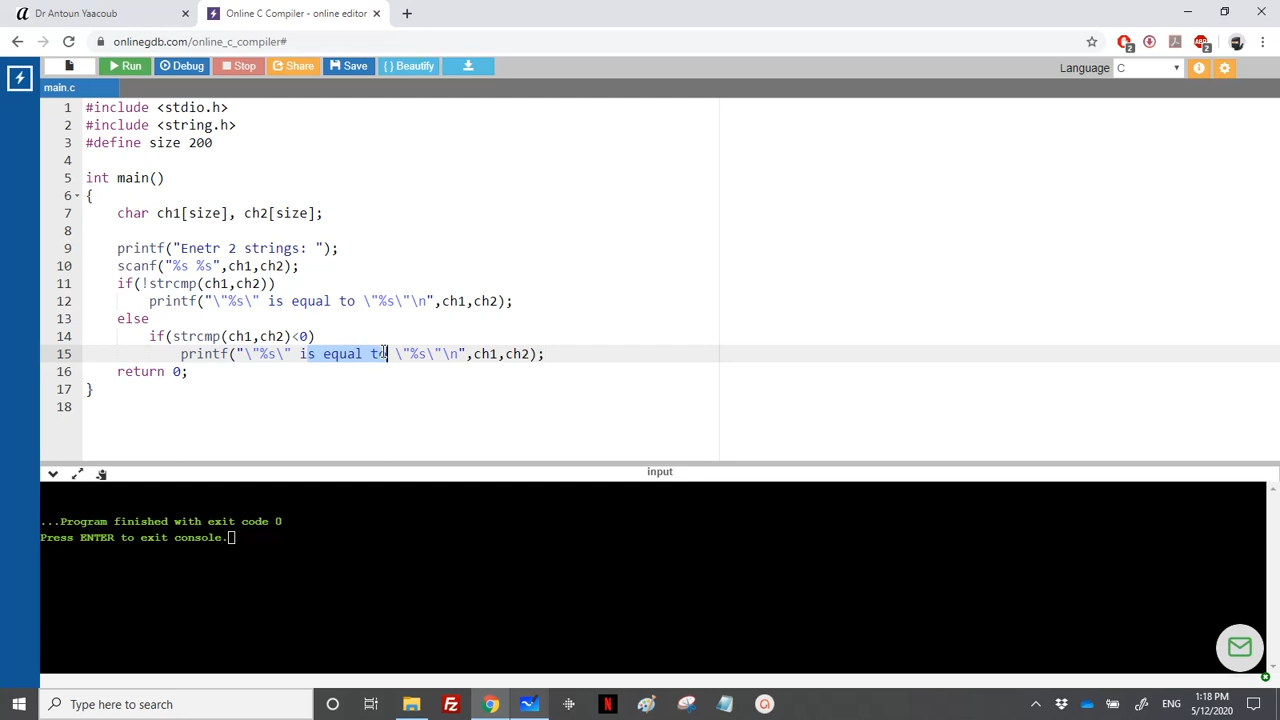 Dr Antoun Yaacoub
Online C Compiler - online editor
onlinegdb.com/online_c_compiler#
Run Debug Stop Share Save { } Beautify
Language C
main.c
1 #include <stdio.h>
2 #include <string.h>
3 #define size 200
4
5 int main()
6 {
7 char ch1[size], ch2[size];
8
9 printf("Enetr 2 strings: ");
10 scanf("%s %s",ch1,ch2);
11 if(!strcmp(ch1,ch2))
12 printf("\"%s\" is equal to \"%s\"\n",ch1,ch2);
13 else
14 if(strcmp(ch1,ch2)<0)
15 printf("\"%s\" is equal to \"%s\"\n",ch1,ch2);
16 return 0;
17 }
18
input
...Program finished with exit code 0
Press ENTER to exit console.
Type here to search
ENG
1:18 PM
5/12/2020